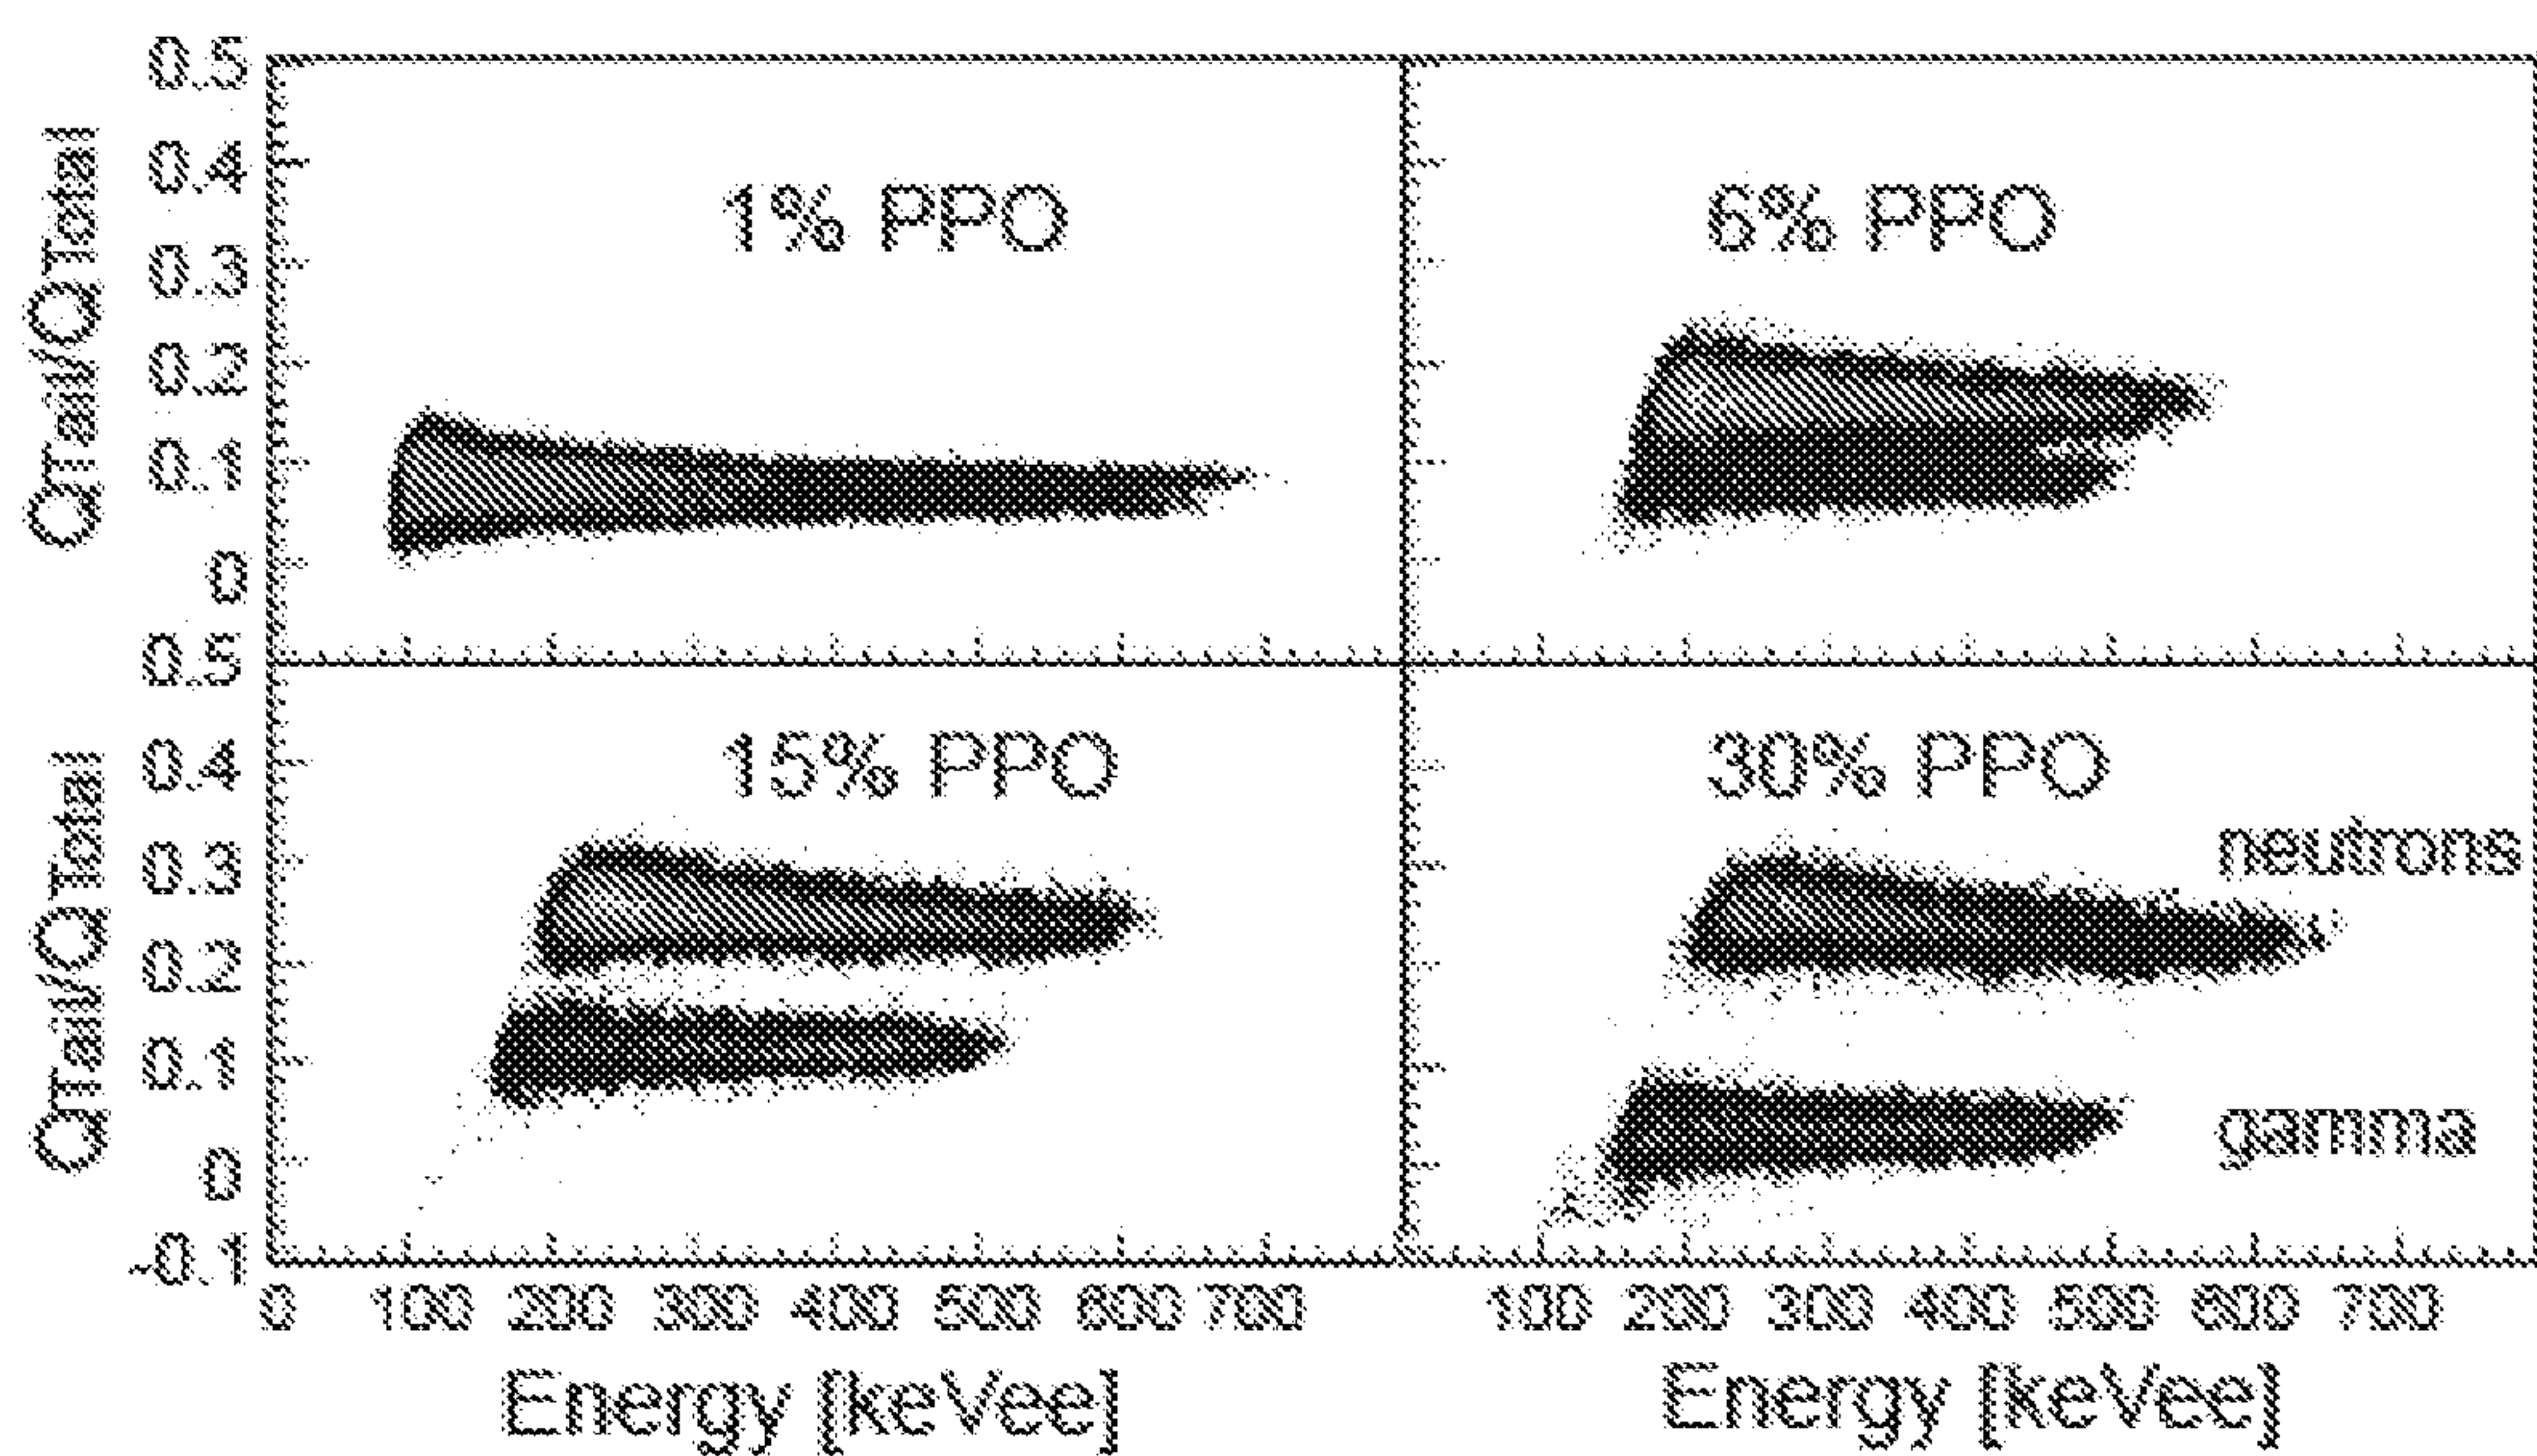 0.5
0.4
0.3
0.2
0.1
0
QTail/QTotal
1% PPO
6% PPO
0.5
0.4
0.3
0.2
0.1
0
-0.1
QTail/QTotal
15% PPO
30% PPO
neutrons
gamma
0 100 200 300 400 500 600 700
100 200 300 400 500 600 700
Energy [keVee]
Energy [keVee]